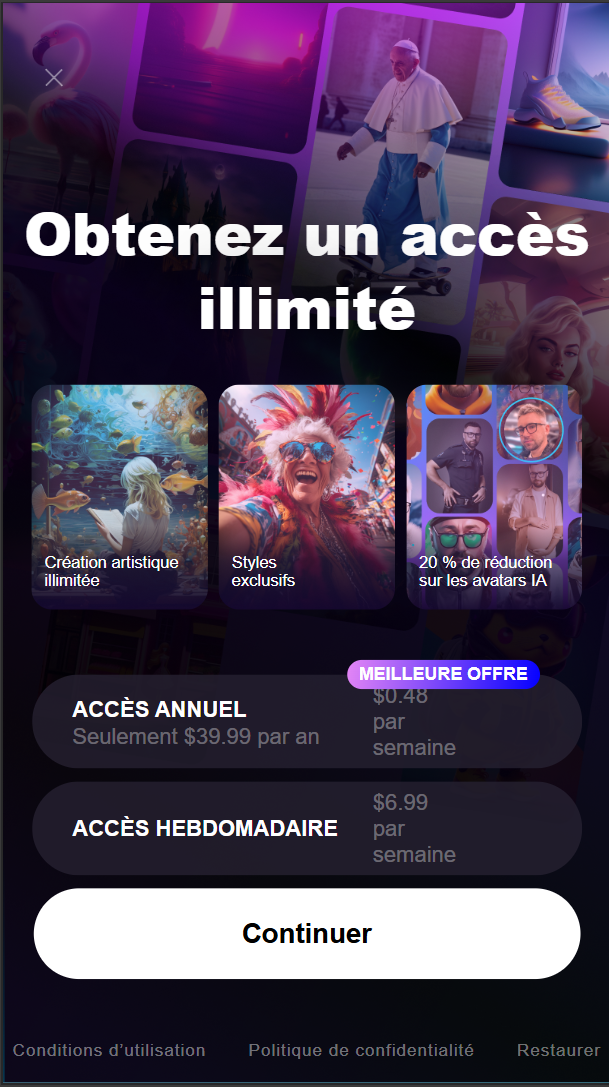 Obtenez un accès
illimité
Création artistique
illimitée
Styles
exclusifs
20 % de réduction
sur les avatars IA
MEILLEURE OFFRE
ACCÈS ANNUEL
Seulement $39.99 par an
$0.48
par
semaine
ACCÈS HEBDOMADAIRE
$6.99
par
semaine
Continuer
Conditions d’utilisation
Politique de confidentialité
Restaurer